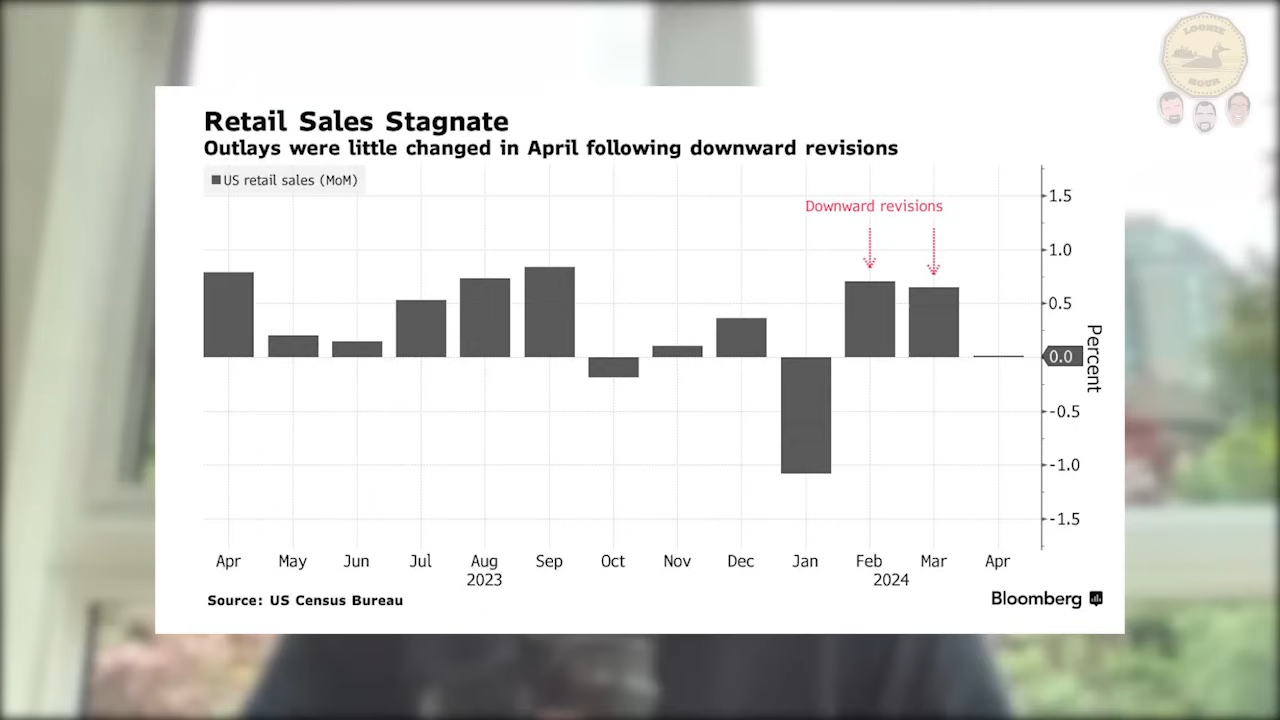 LOONIE
HOUR
Retail Sales Stagnate
Outlays were little changed in April following downward revisions
US retail sales (MoM)
Downward revisions
1.5
1.0
0.5
0.0
-0.5
-1.0
-1.5
Percent
Apr May Jun Jul Aug Sep Oct Nov Dec Jan Feb Mar Apr
2023 2024
Source: US Census Bureau
Bloomberg